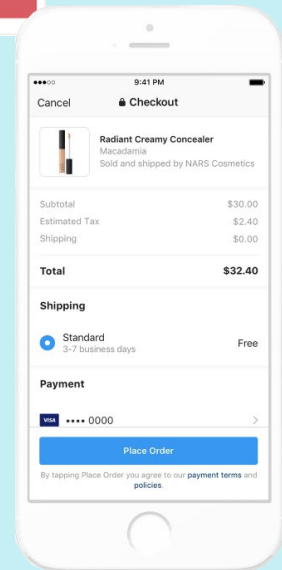 9:41 PM
Cancel
Checkout
Radiant Creamy Concealer
Macadamia
Sold and shipped by NARS Cosmetics
Subtotal $30.00
Estimated Tax $2.40
Shipping $0.00
Total $32.40
Shipping
Standard
3-7 business days
Free
Payment
VISA •••• 0000
Place Order
By tapping Place Order you agree to our payment terms and
policies.